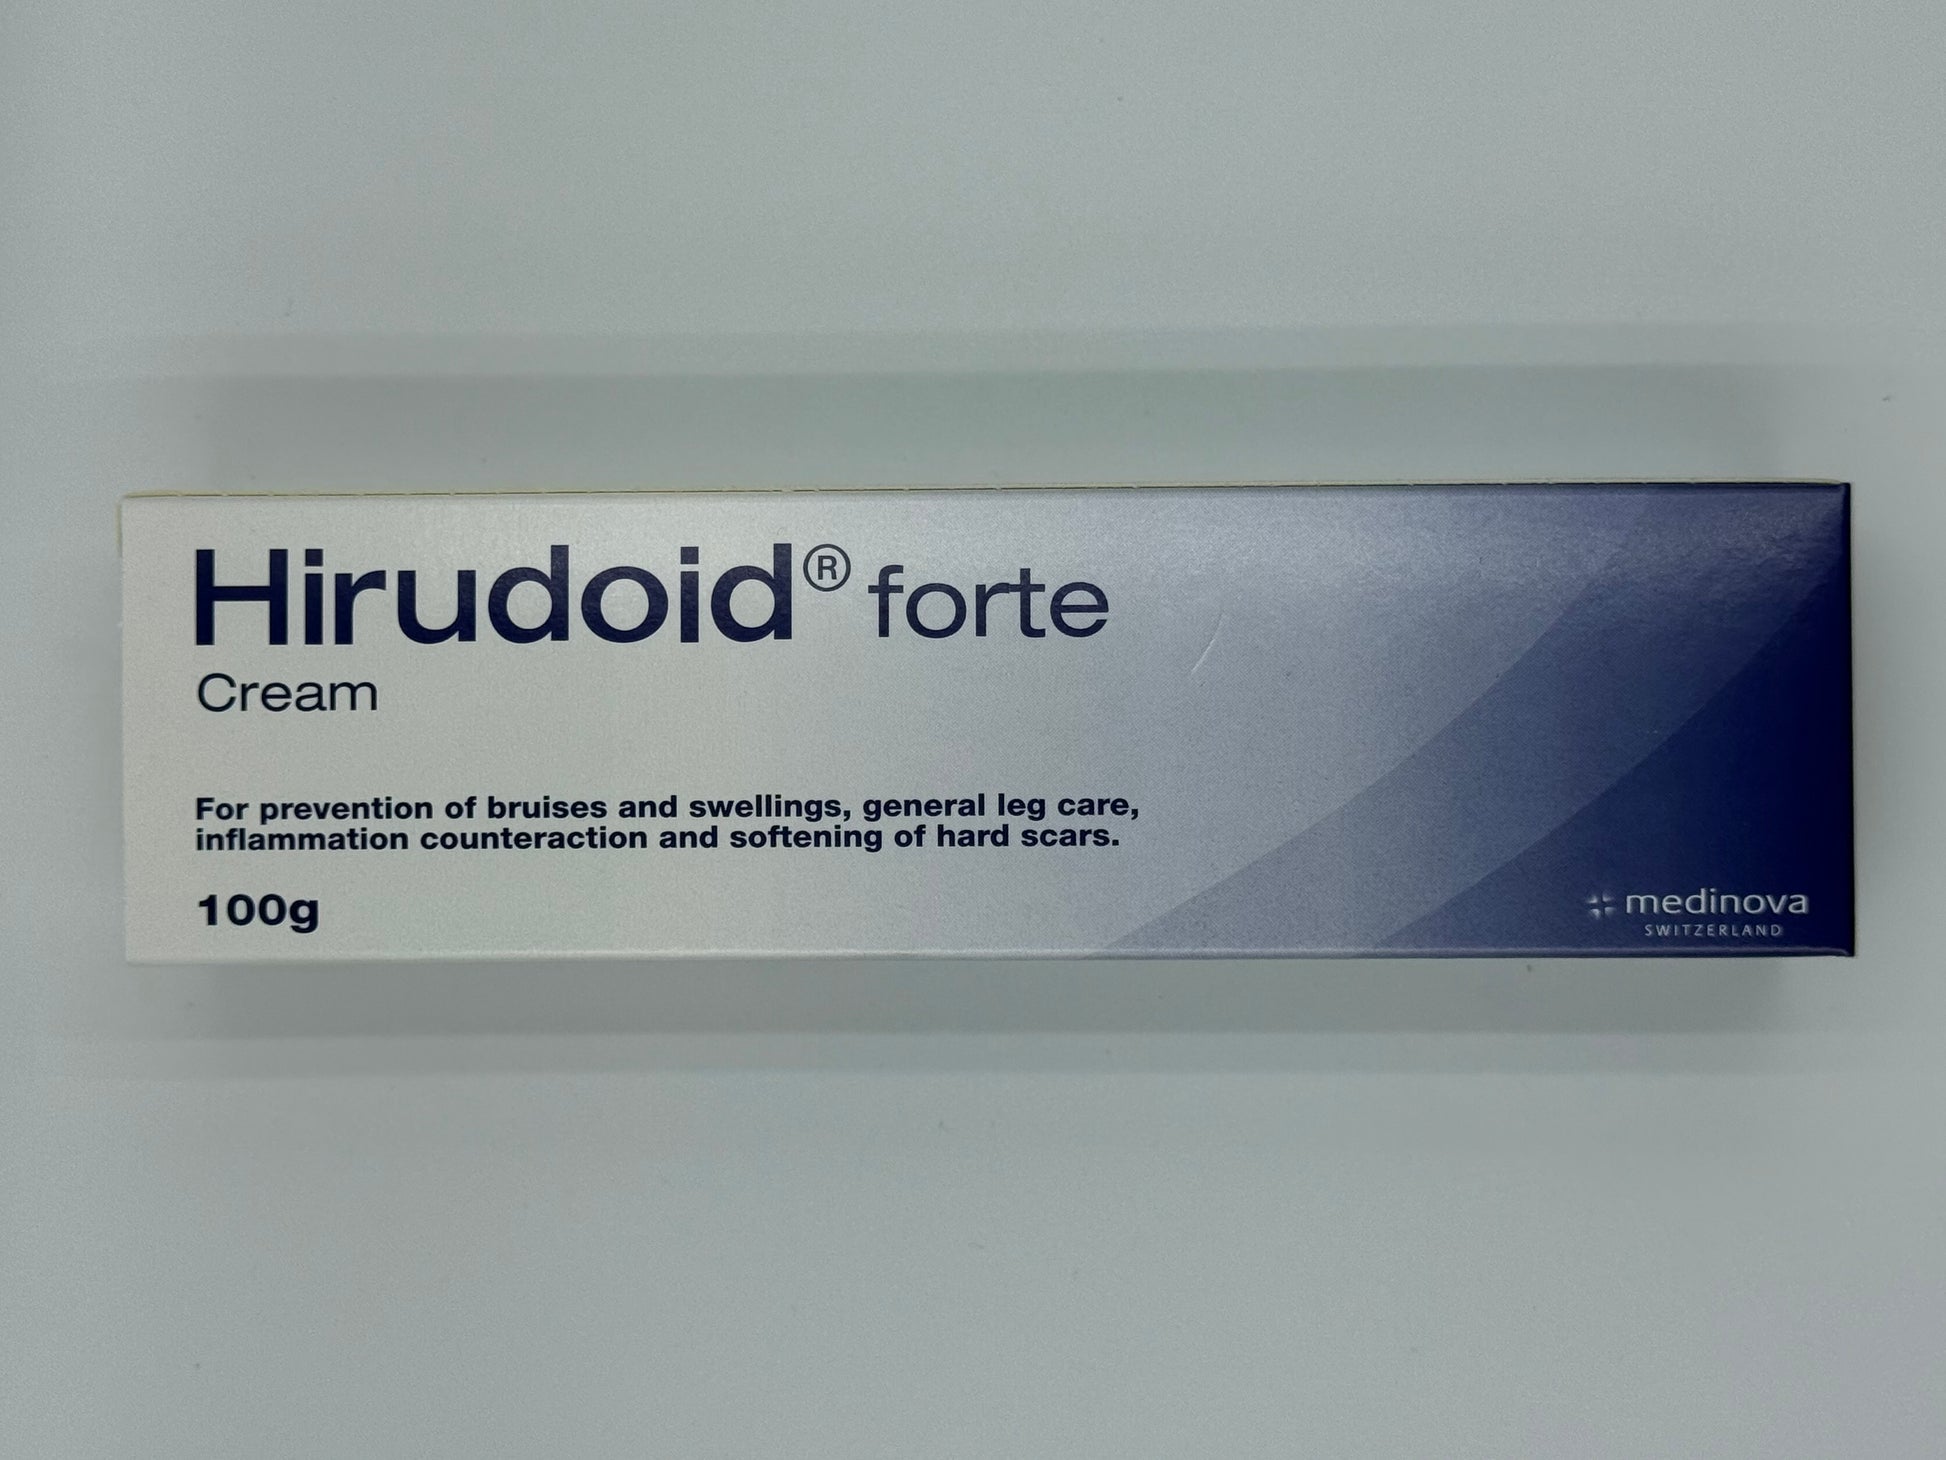 Hirudoid® forte
Cream
For prevention of bruises and swellings, general leg care,
inflammation counteraction and softening of hard scars.
100g
medinova
SWITZERLAND